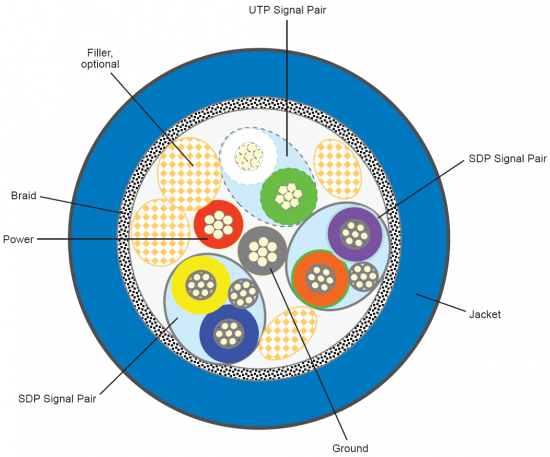 UTP Signal Pair
Filler,
optional
SDP Signal Pair
Braid
Power
Jacket
SDP Signal Pair
Ground